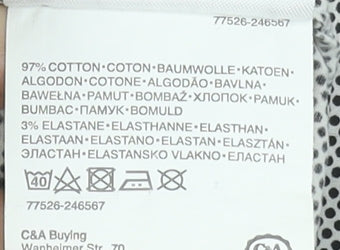 77526-246567
97% COTTON·COTON·BAUMWOLLE·KATOEN·
ALGODON·COTONE·ALGODÃO·BAVLNA·
BAWEŁNA·PAMUT·BOMBAŽ·ХЛОПОК·PAMUK·
BUMBAC·ПАМУК·BOMULD
3% ELASTANE·ELASTHANNE·ELASTHAN·
ELASTAAN·ELASTANO·ELASTAN·ELASZTÁN·
ЭЛАСТАН·ELASTANSKO VLAKNO·ЕЛАСТАН
40
77526-246567
C&A Buying
Wanheimer Str. 70
C&A